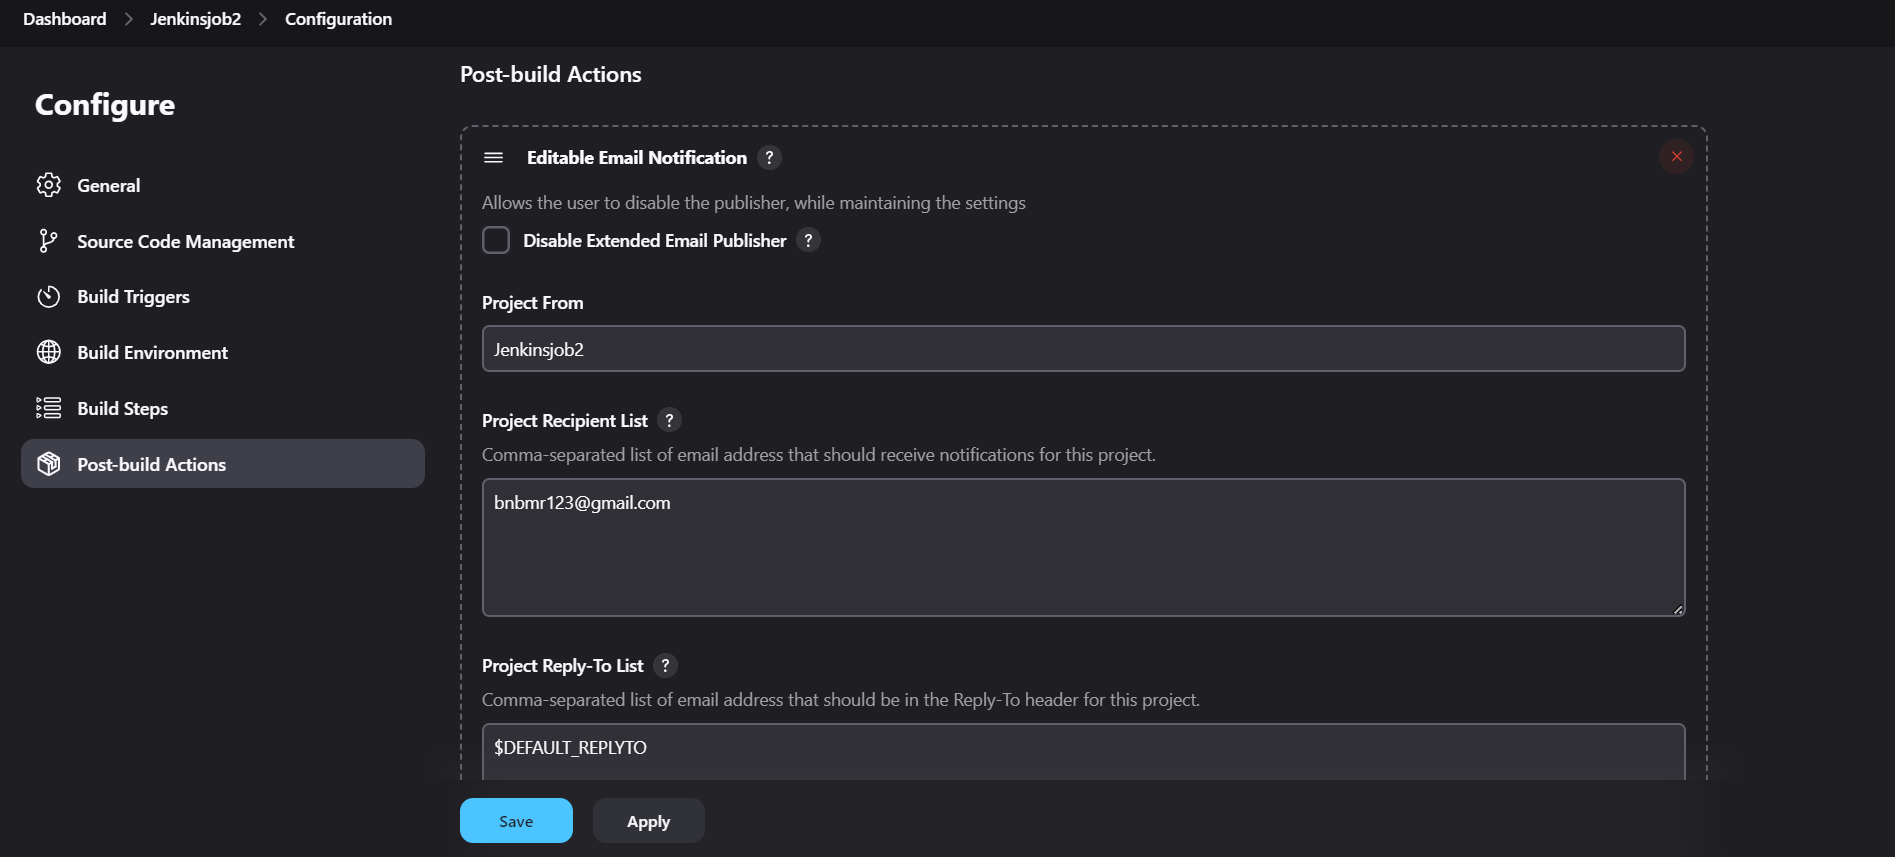 Dashboard > Jenkinsjob2 > Configuration
Configure
General
Source Code Management
Build Triggers
Build Environment
Build Steps
Post-build Actions
Post-build Actions
Editable Email Notification ?
Allows the user to disable the publisher, while maintaining the settings
Disable Extended Email Publisher ?
Project From
Jenkinsjob2
Project Recipient List ?
Comma-separated list of email address that should receive notifications for this project.
bnbmr123@gmail.com
Project Reply-To List ?
Comma-separated list of email address that should be in the Reply-To header for this project.
$DEFAULT_REPLYTO
Save
Apply